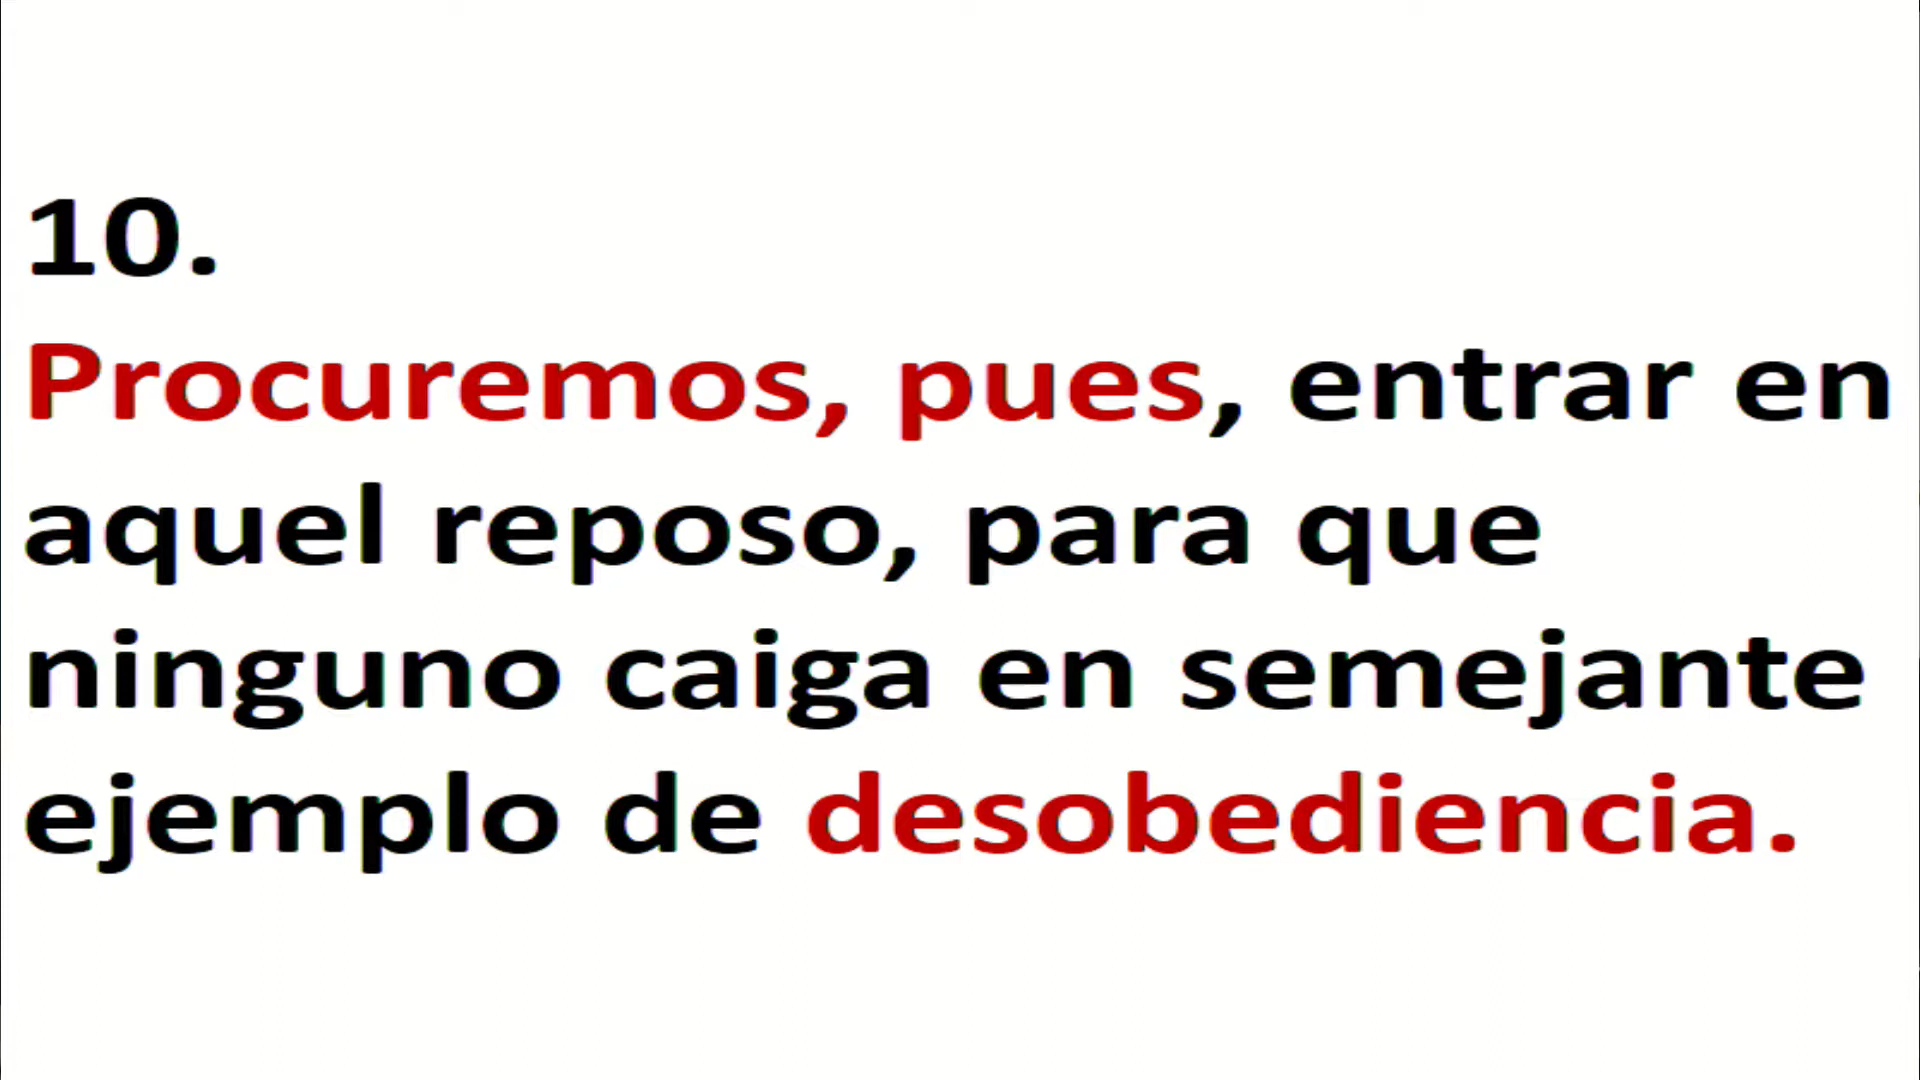 10.
Procuremos, pues, entrar en
aquel reposo, para que
ninguno caiga en semejante
ejemplo de desobediencia.